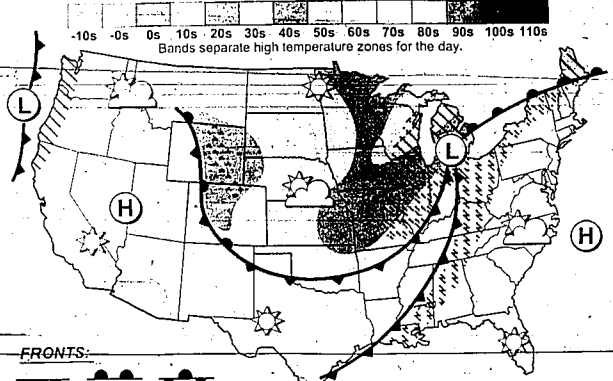 -10s -0s 0s 10s 20s 30s 40s 50s 60s 70s 80s 90s 100s 110s
Bands separate high temperature zones for the day.
L
L
H
H
FRONTS: